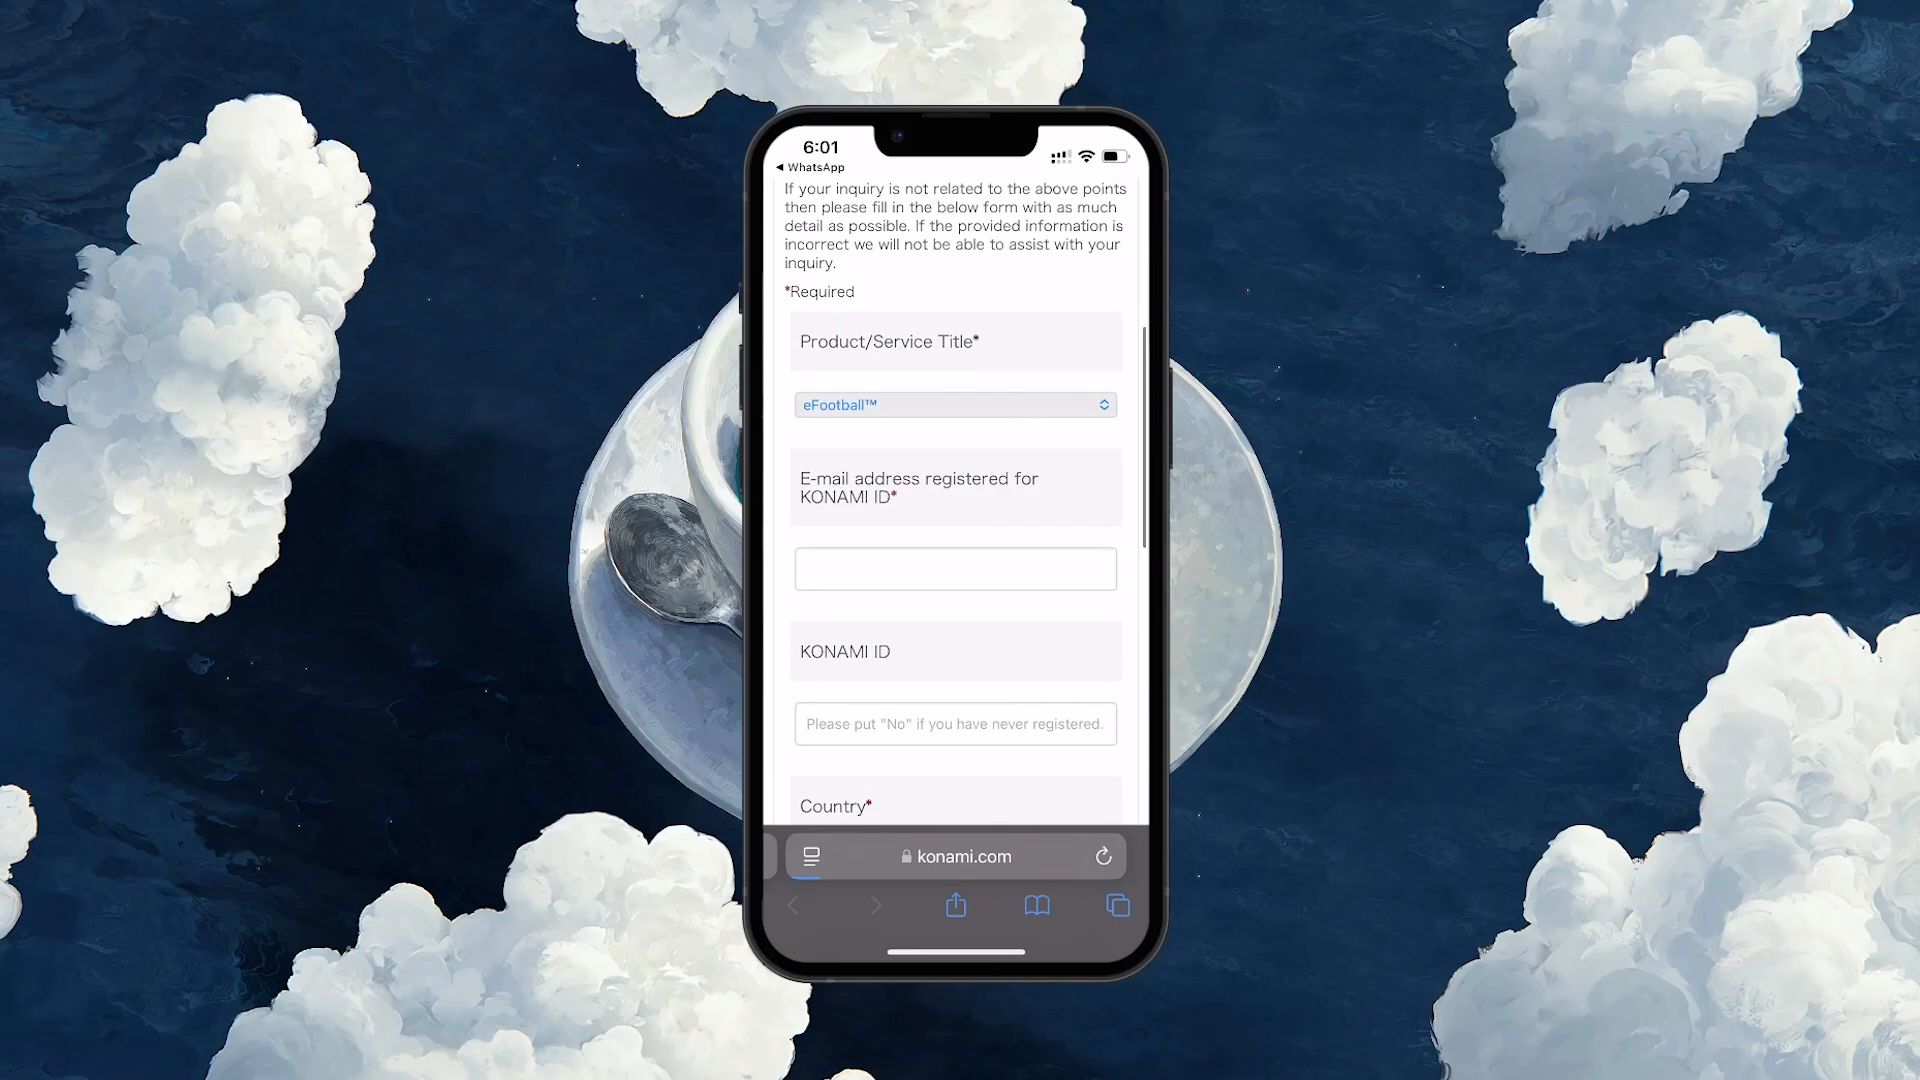 6:01
◀ WhatsApp
If your inquiry is not related to the above points
then please fill in the below form with as much
detail as possible. If the provided information is
incorrect we will not be able to assist with your
inquiry.
*Required
Product/Service Title*
eFootball™
E-mail address registered for
KONAMI ID*
KONAMI ID
Please put "No" if you have never registered.
Country*
konami.com